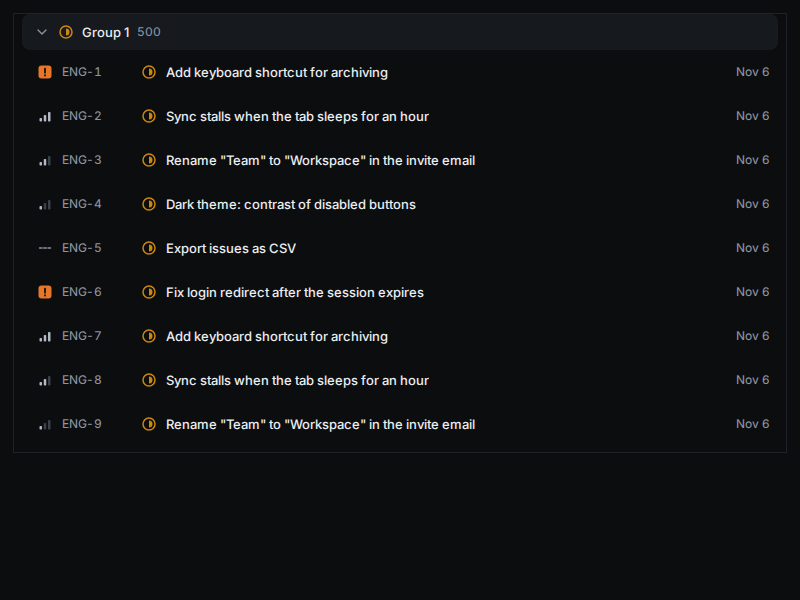 Group 1 500
ENG-1 Add keyboard shortcut for archiving Nov 6
ENG-2 Sync stalls when the tab sleeps for an hour Nov 6
ENG-3 Rename "Team" to "Workspace" in the invite email Nov 6
ENG-4 Dark theme: contrast of disabled buttons Nov 6
ENG-5 Export issues as CSV Nov 6
ENG-6 Fix login redirect after the session expires Nov 6
ENG-7 Add keyboard shortcut for archiving Nov 6
ENG-8 Sync stalls when the tab sleeps for an hour Nov 6
ENG-9 Rename "Team" to "Workspace" in the invite email Nov 6